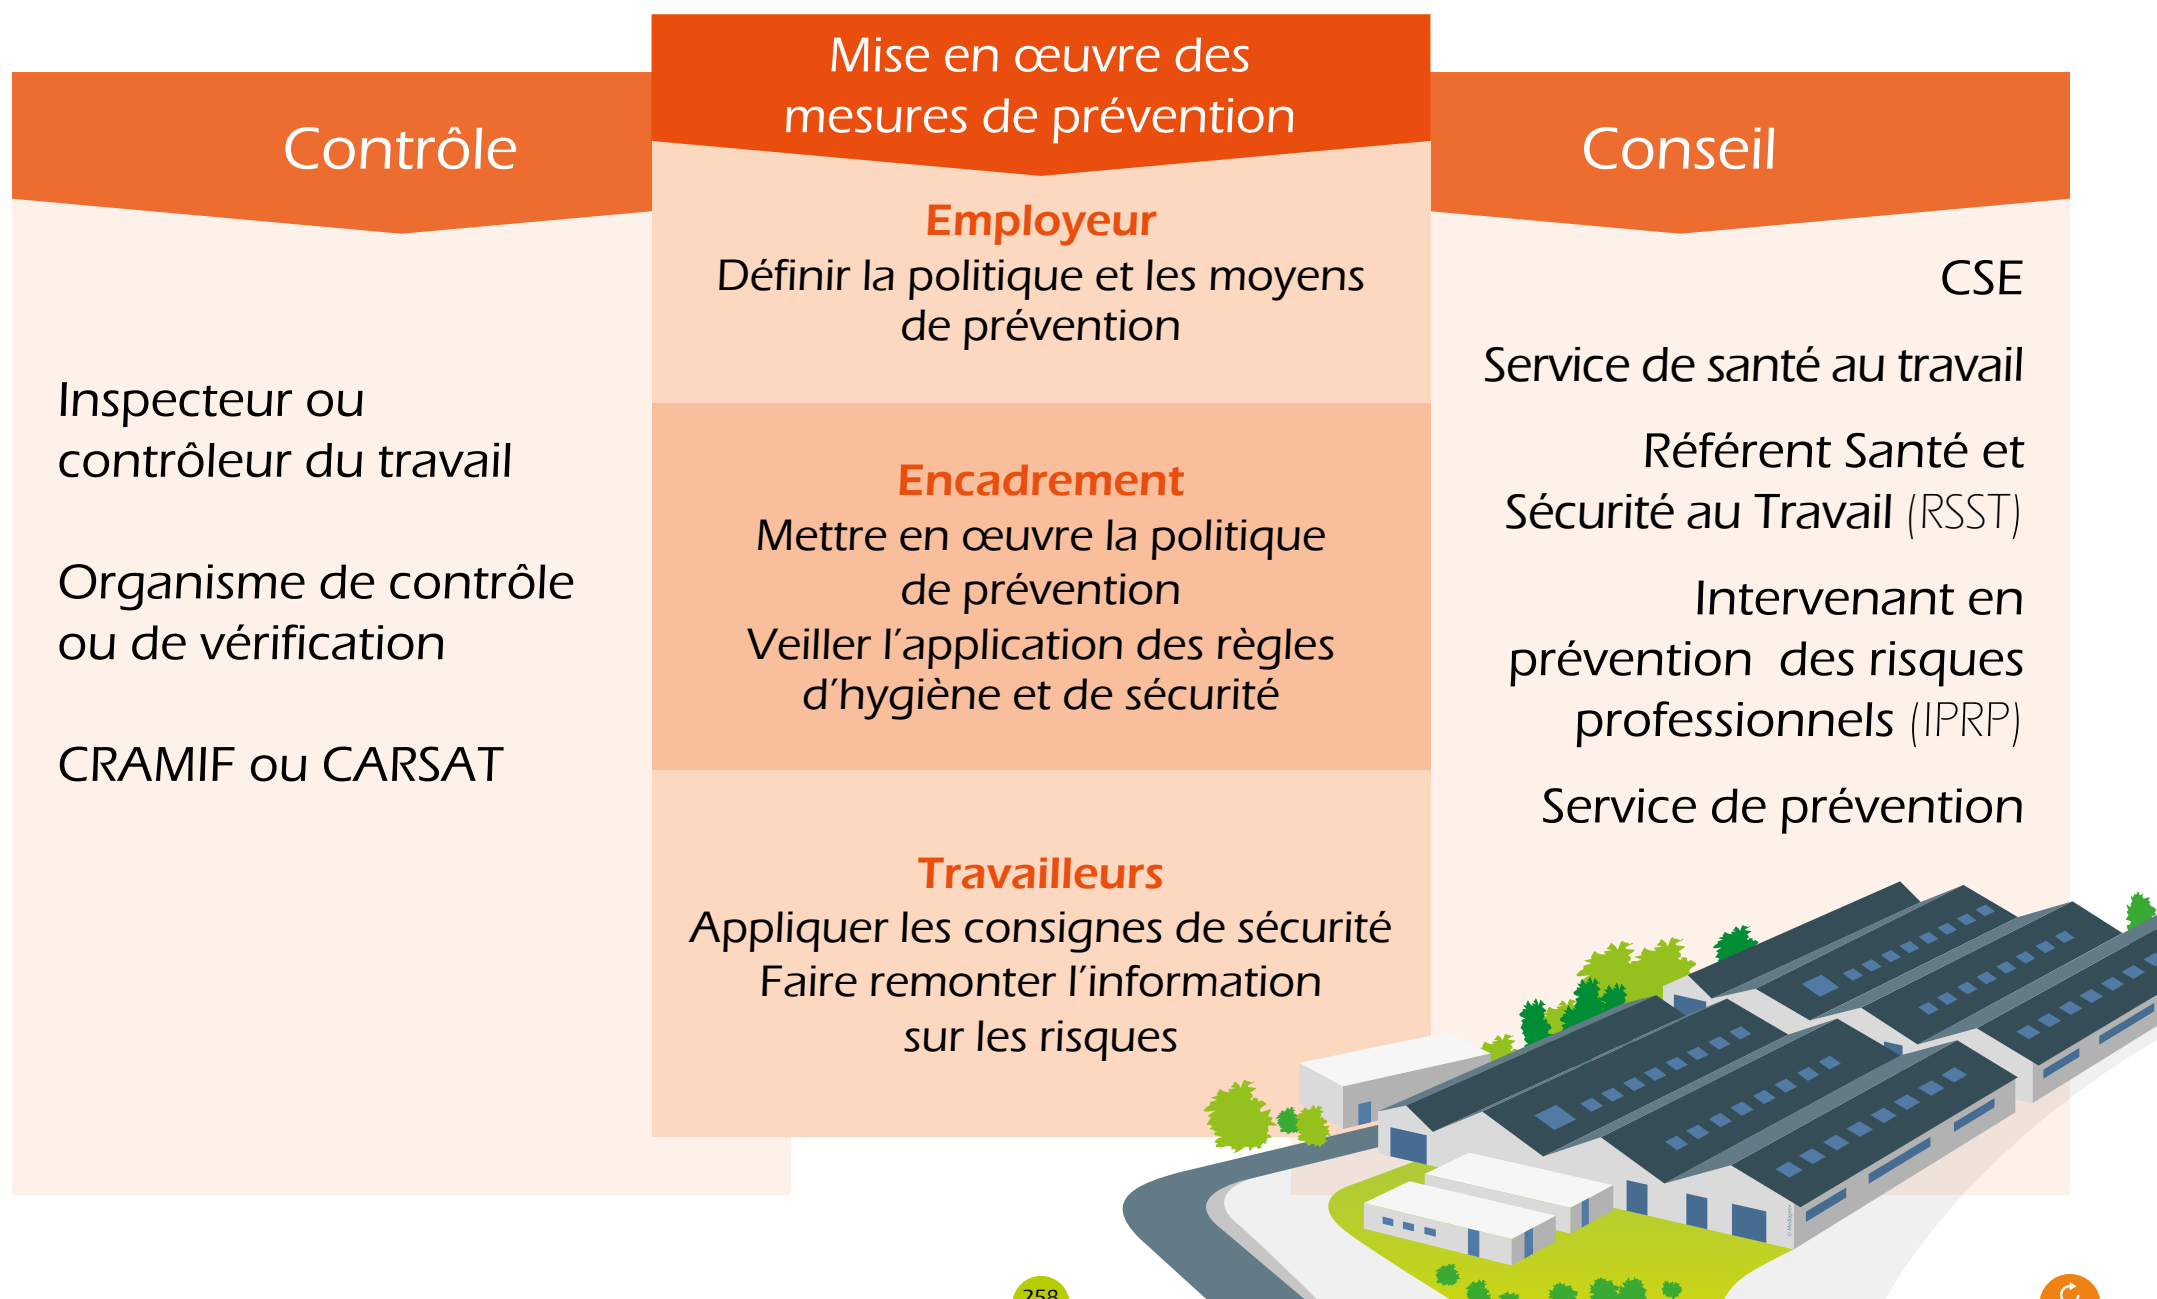 Contrôle
Inspecteur ou
contrôleur du travail
Organisme de contrôle
ou de vérification
CRAMIF ou CARSAT
Mise en œuvre des
mesures de prévention
Employeur
Définir la politique et les moyens
de prévention
Encadrement
Mettre en œuvre la politique
de prévention
Veiller l’application des règles
d’hygiène et de sécurité
Travailleurs
Appliquer les consignes de sécurité
Faire remonter l’information
sur les risques
Conseil
CSE
Service de santé au travail
Référent Santé et
Sécurité au Travail (RSST)
Intervenant en
prévention  des risques
professionnels (IPRP)
Service de prévention
258